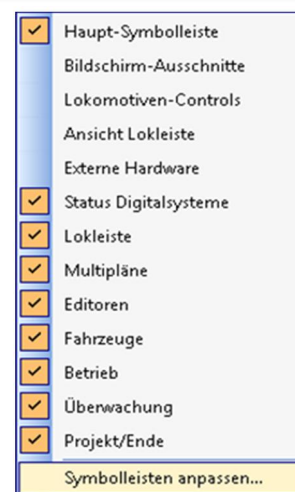 Haupt-Symbolleiste
Bildschirm-Ausschnitte
Lokomotiven-Controls
Ansicht Lokleiste
Externe Hardware
Status Digitalsysteme
Lokleiste
Multipläne
Editoren
Fahrzeuge
Betrieb
Überwachung
Projekt/Ende
Symbolleisten anpassen...